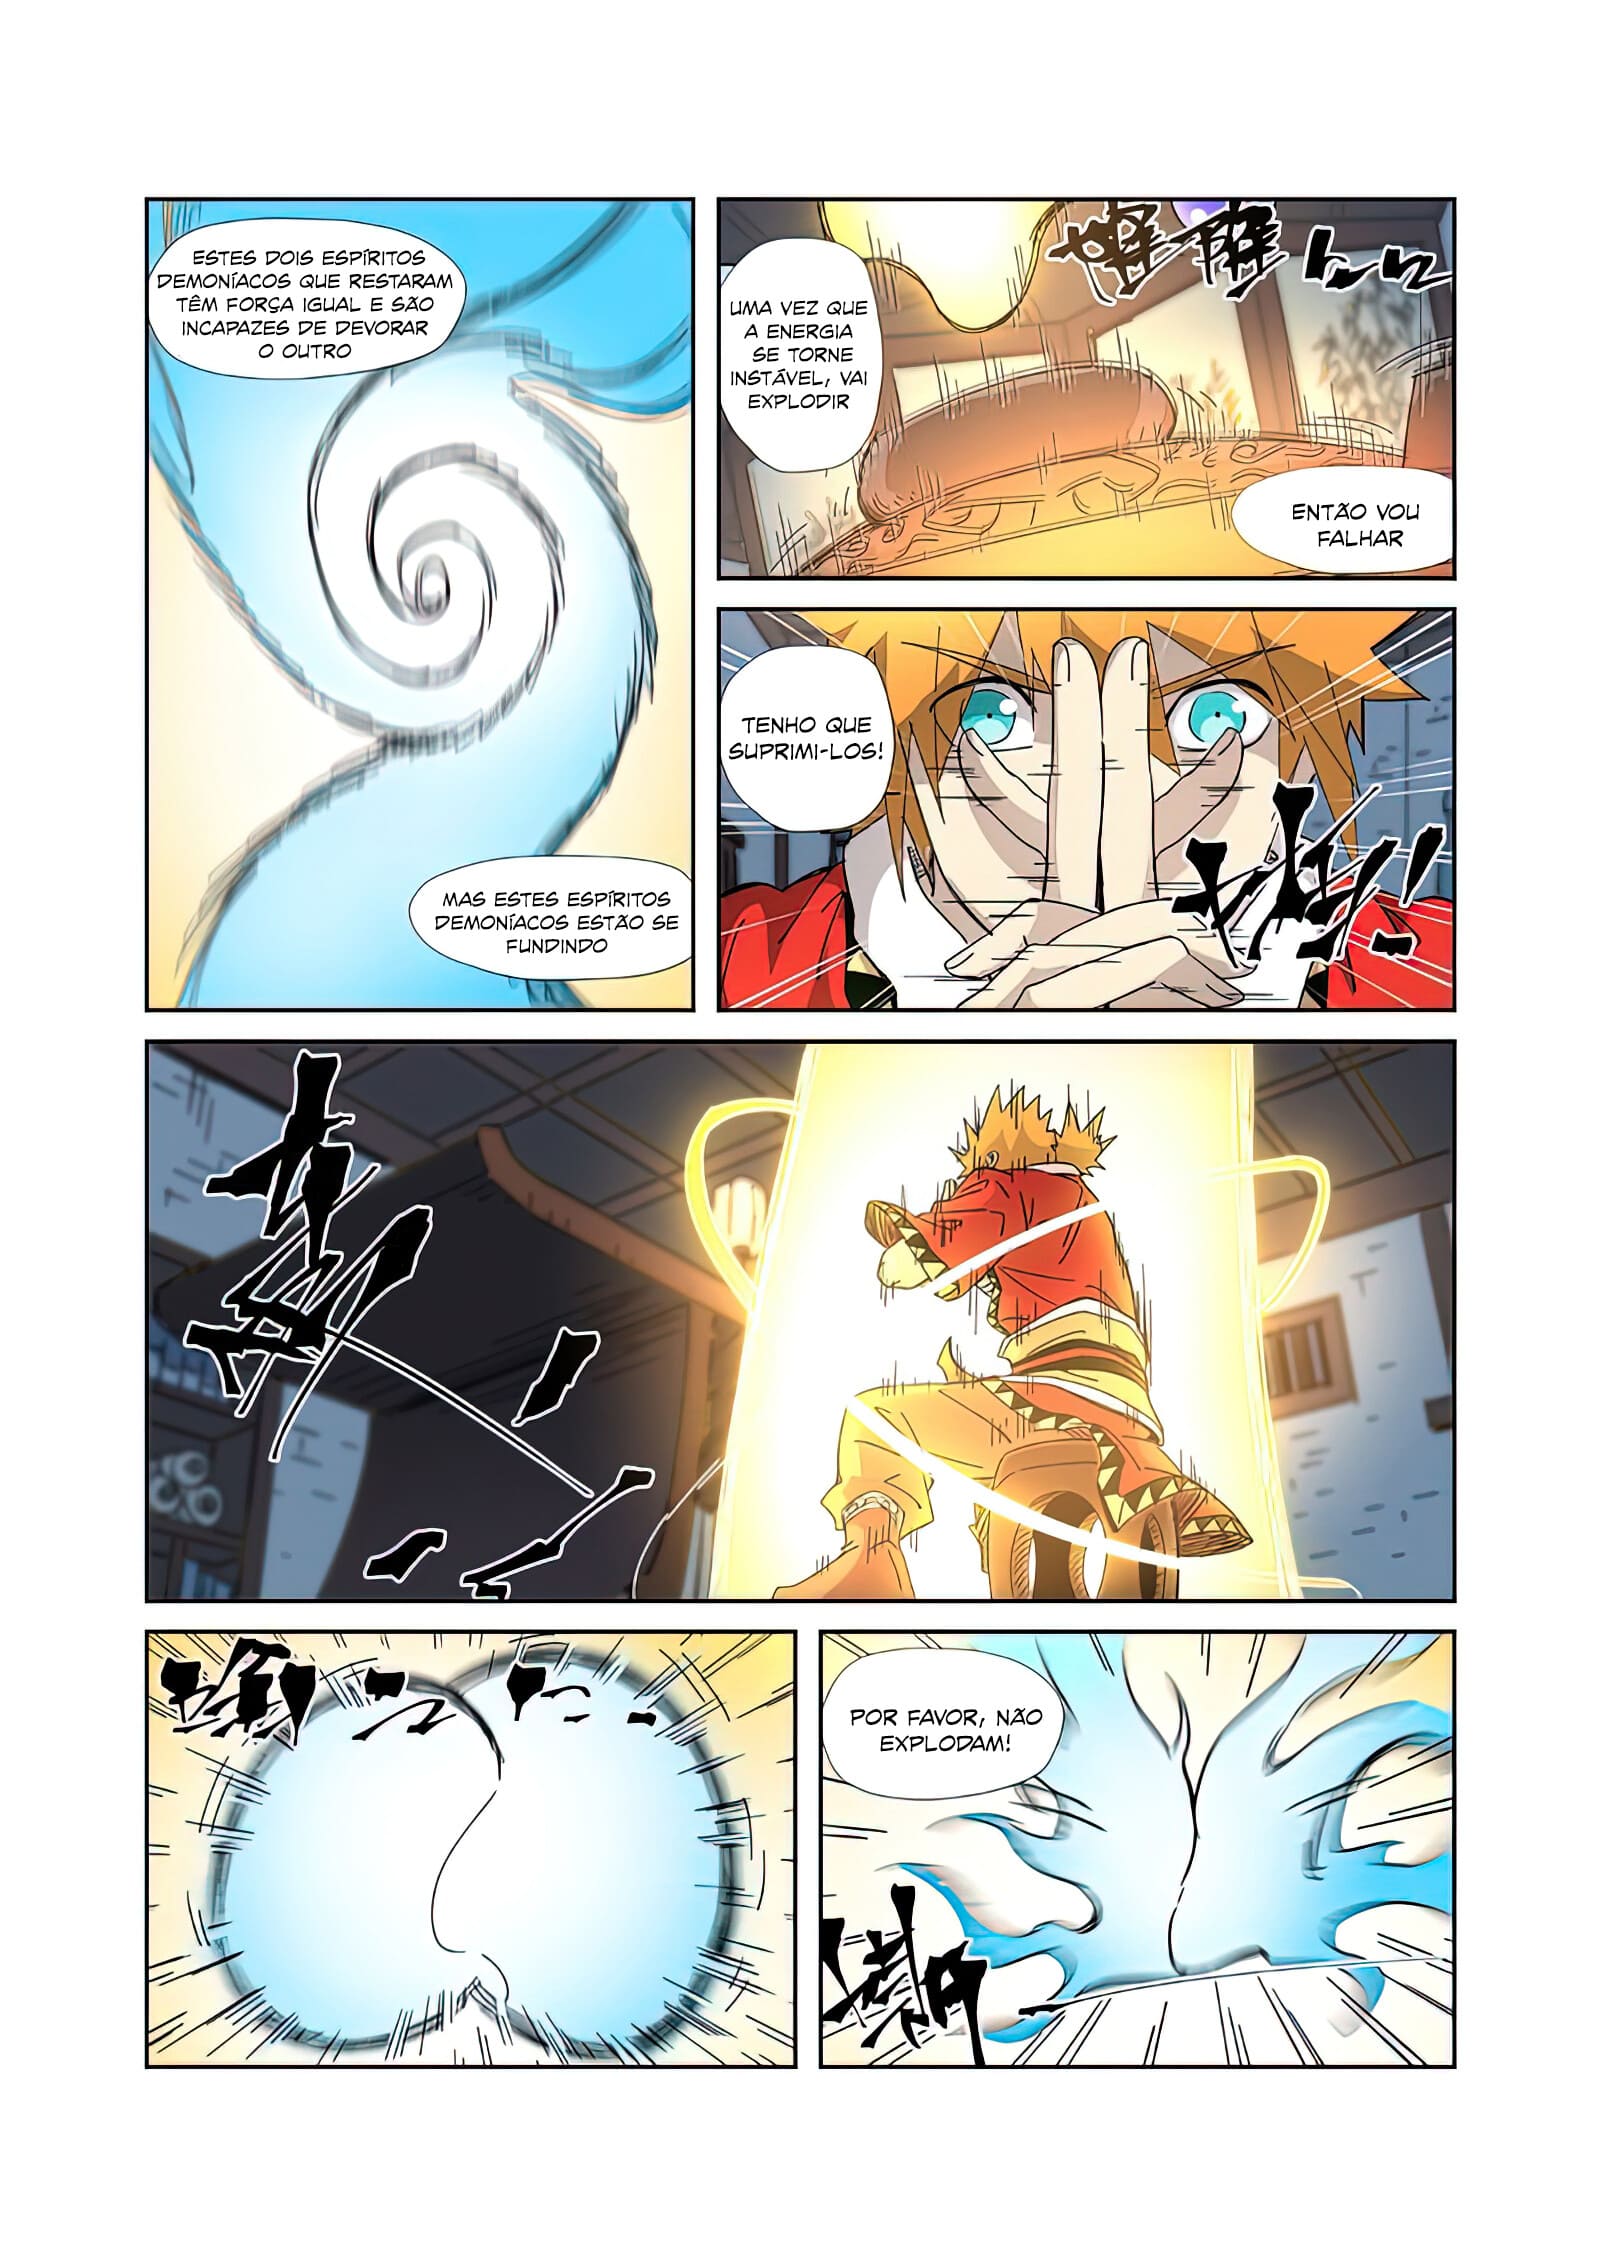 ESTES DOIS ESPÍRITOS
DEMONÍACOS QUE RESTARAM
TÊM FORÇA IGUAL E SÃO
INCAPAZES DE DEVORAR
O OUTRO
MAS ESTES ESPÍRITOS
DEMONÍACOS ESTÃO SE
FUNDINDO
UMA VEZ QUE
A ENERGIA
SE TORNE
INSTÁVEL, VAI
EXPLODIR
ENTÃO VOU
FALHAR
TENHO QUE
SUPRIMI-LOS!
POR FAVOR, NÃO
EXPLODAM!